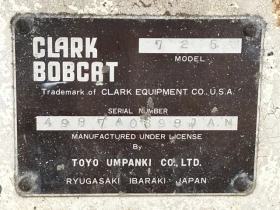 CLARK
BOBCAT
725
MODEL
Trademark of CLARK EQUIPMENT CO., U.S.A.
SERIAL NUMBER
MANUFACTURED UNDER LICENSE
By
TOYO UMPANKI CO., LTD.
RYUGASAKI IBARAKI JAPAN